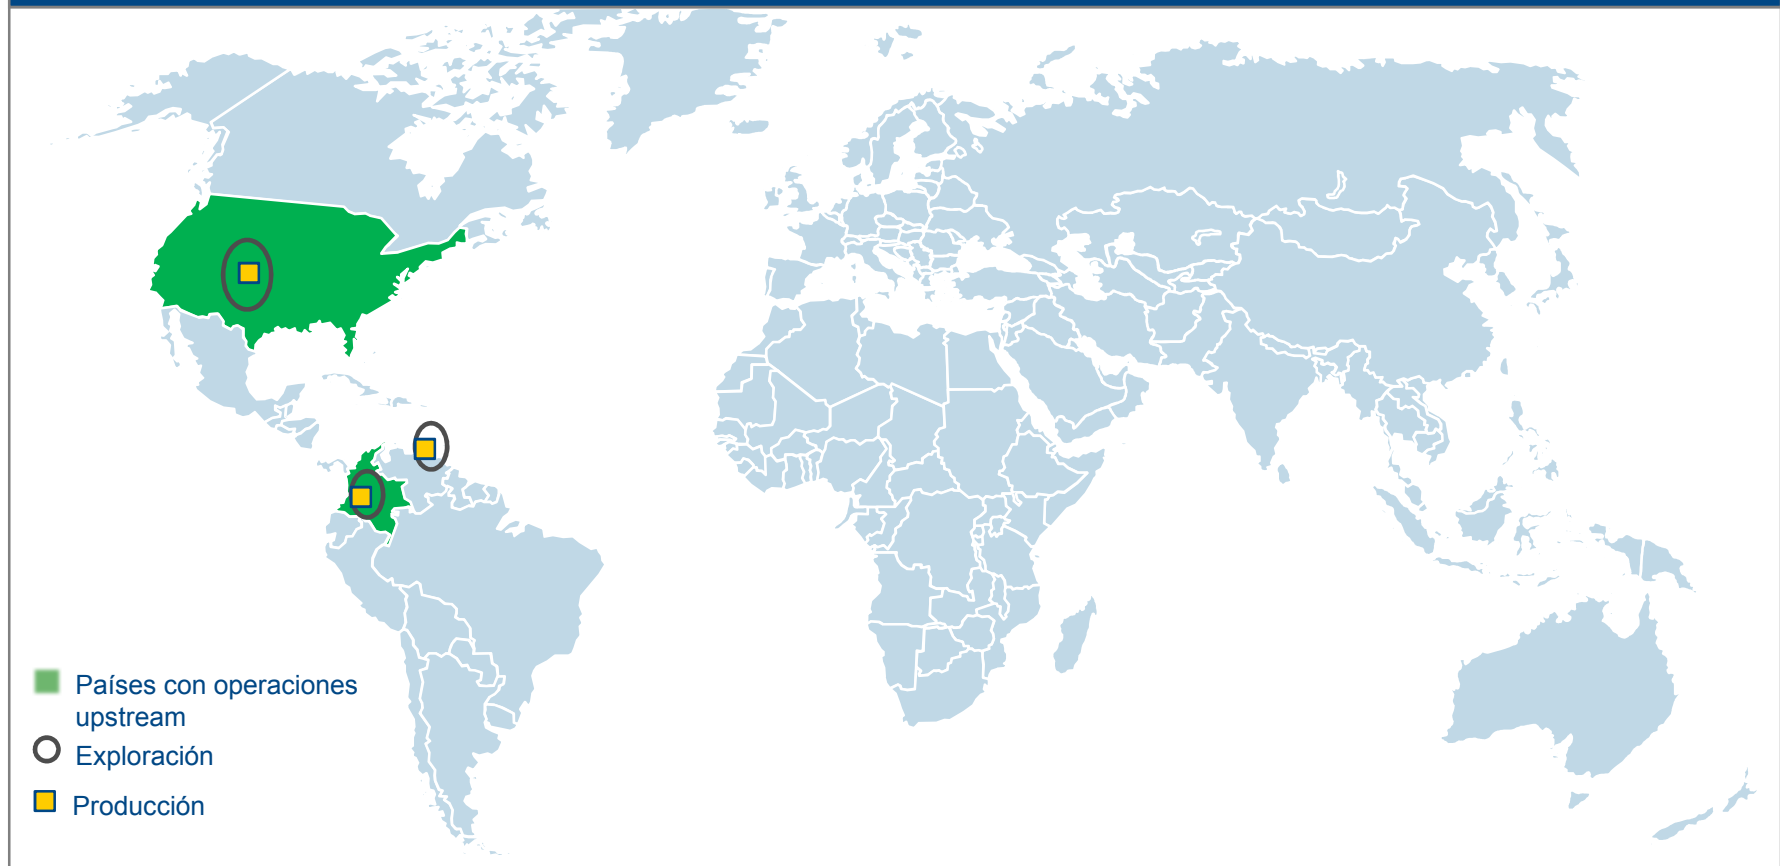 Países con operaciones
upstream
Exploración
Producción